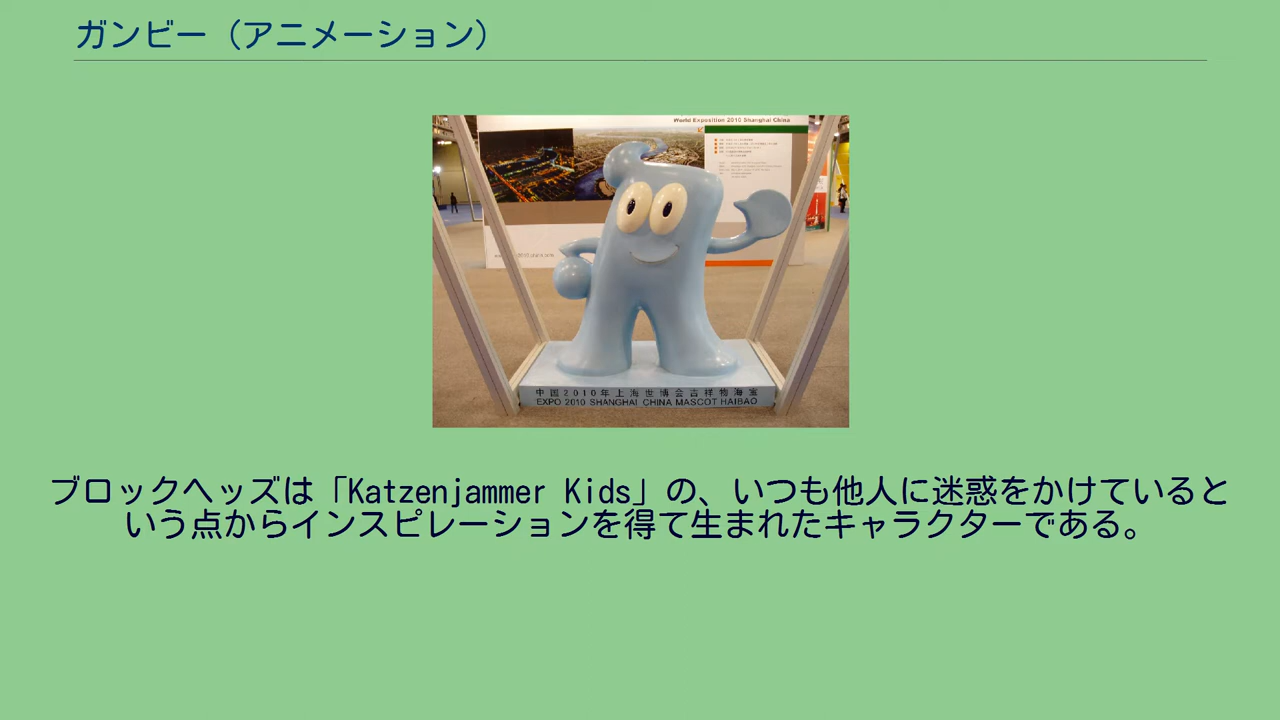 ガンビー（アニメーション）
World Exposition 2010 Shanghai China
中国2010年上海世博会吉祥物海宝
EXPO 2010 SHANGHAI CHINA MASCOT HAIBAO
ブロックヘッズは「Katzenjammer Kids」の、いつも他人に迷惑をかけていると
いう点からインスピレーションを得て生まれたキャラクターである。